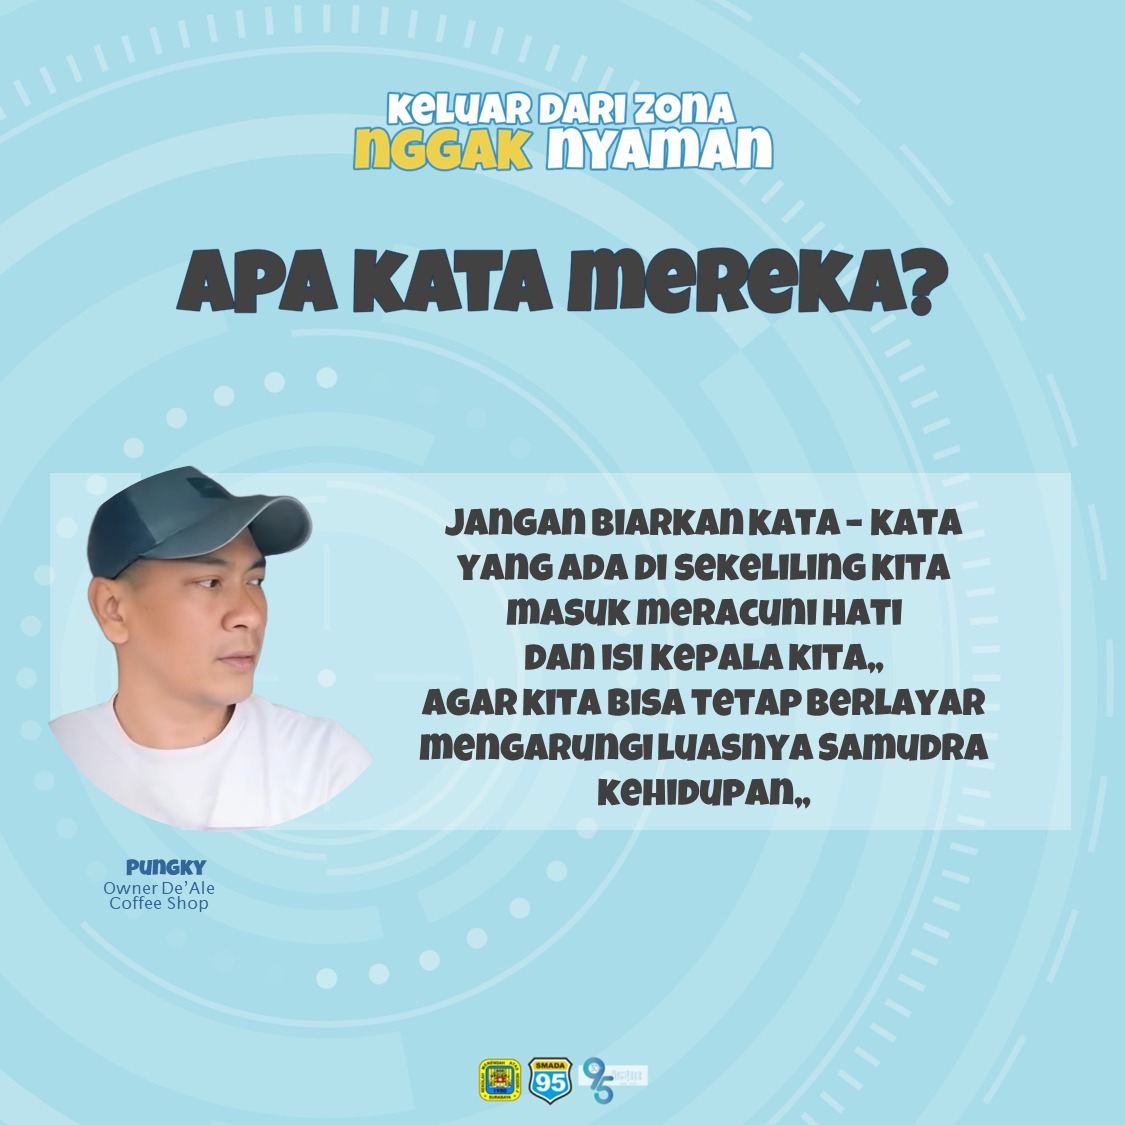 KELUAR DARI ZONA
NGGAK NYAMAN
APA KATA MEREKA?
JANGAN BIARKAN KATA - KATA
YANG ADA DI SEKELILING KITA
MASUK MERACUNI HATI
DAN ISI KEPALA KITA,,
AGAR KITA BISA TETAP BERLAYAR
MENGARUNGI LUASNYA SAMUDRA
KEHIDUPAN,,
PUNGKY
Owner De'Ale
Coffee Shop
SMADA
95
SURABAYA
95